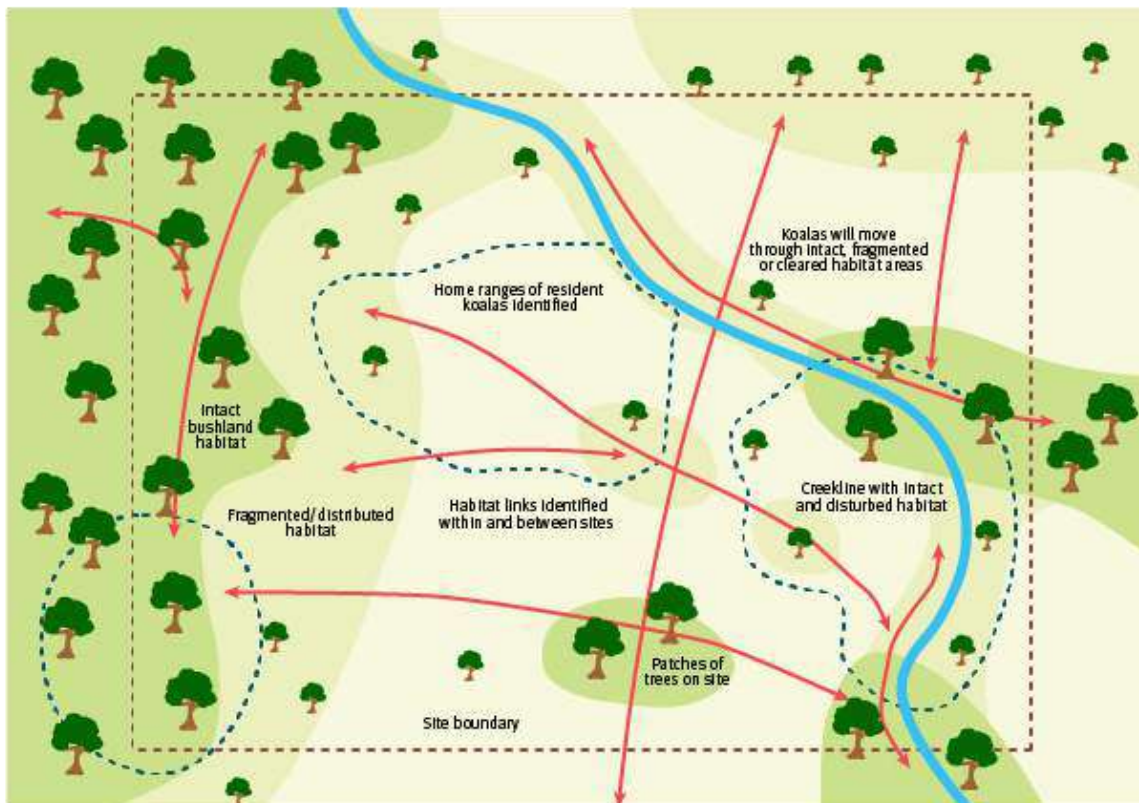 Koalas will move
through intact, fragmented
or cleared habitat areas
Home ranges of resident
koalas identified
Intact
bushland
habitat
Creekline with intact
and disturbed habitat
Habitat links identified
within and between sites
Fragmented/distributed
habitat
Patches of
trees on site
Site boundary